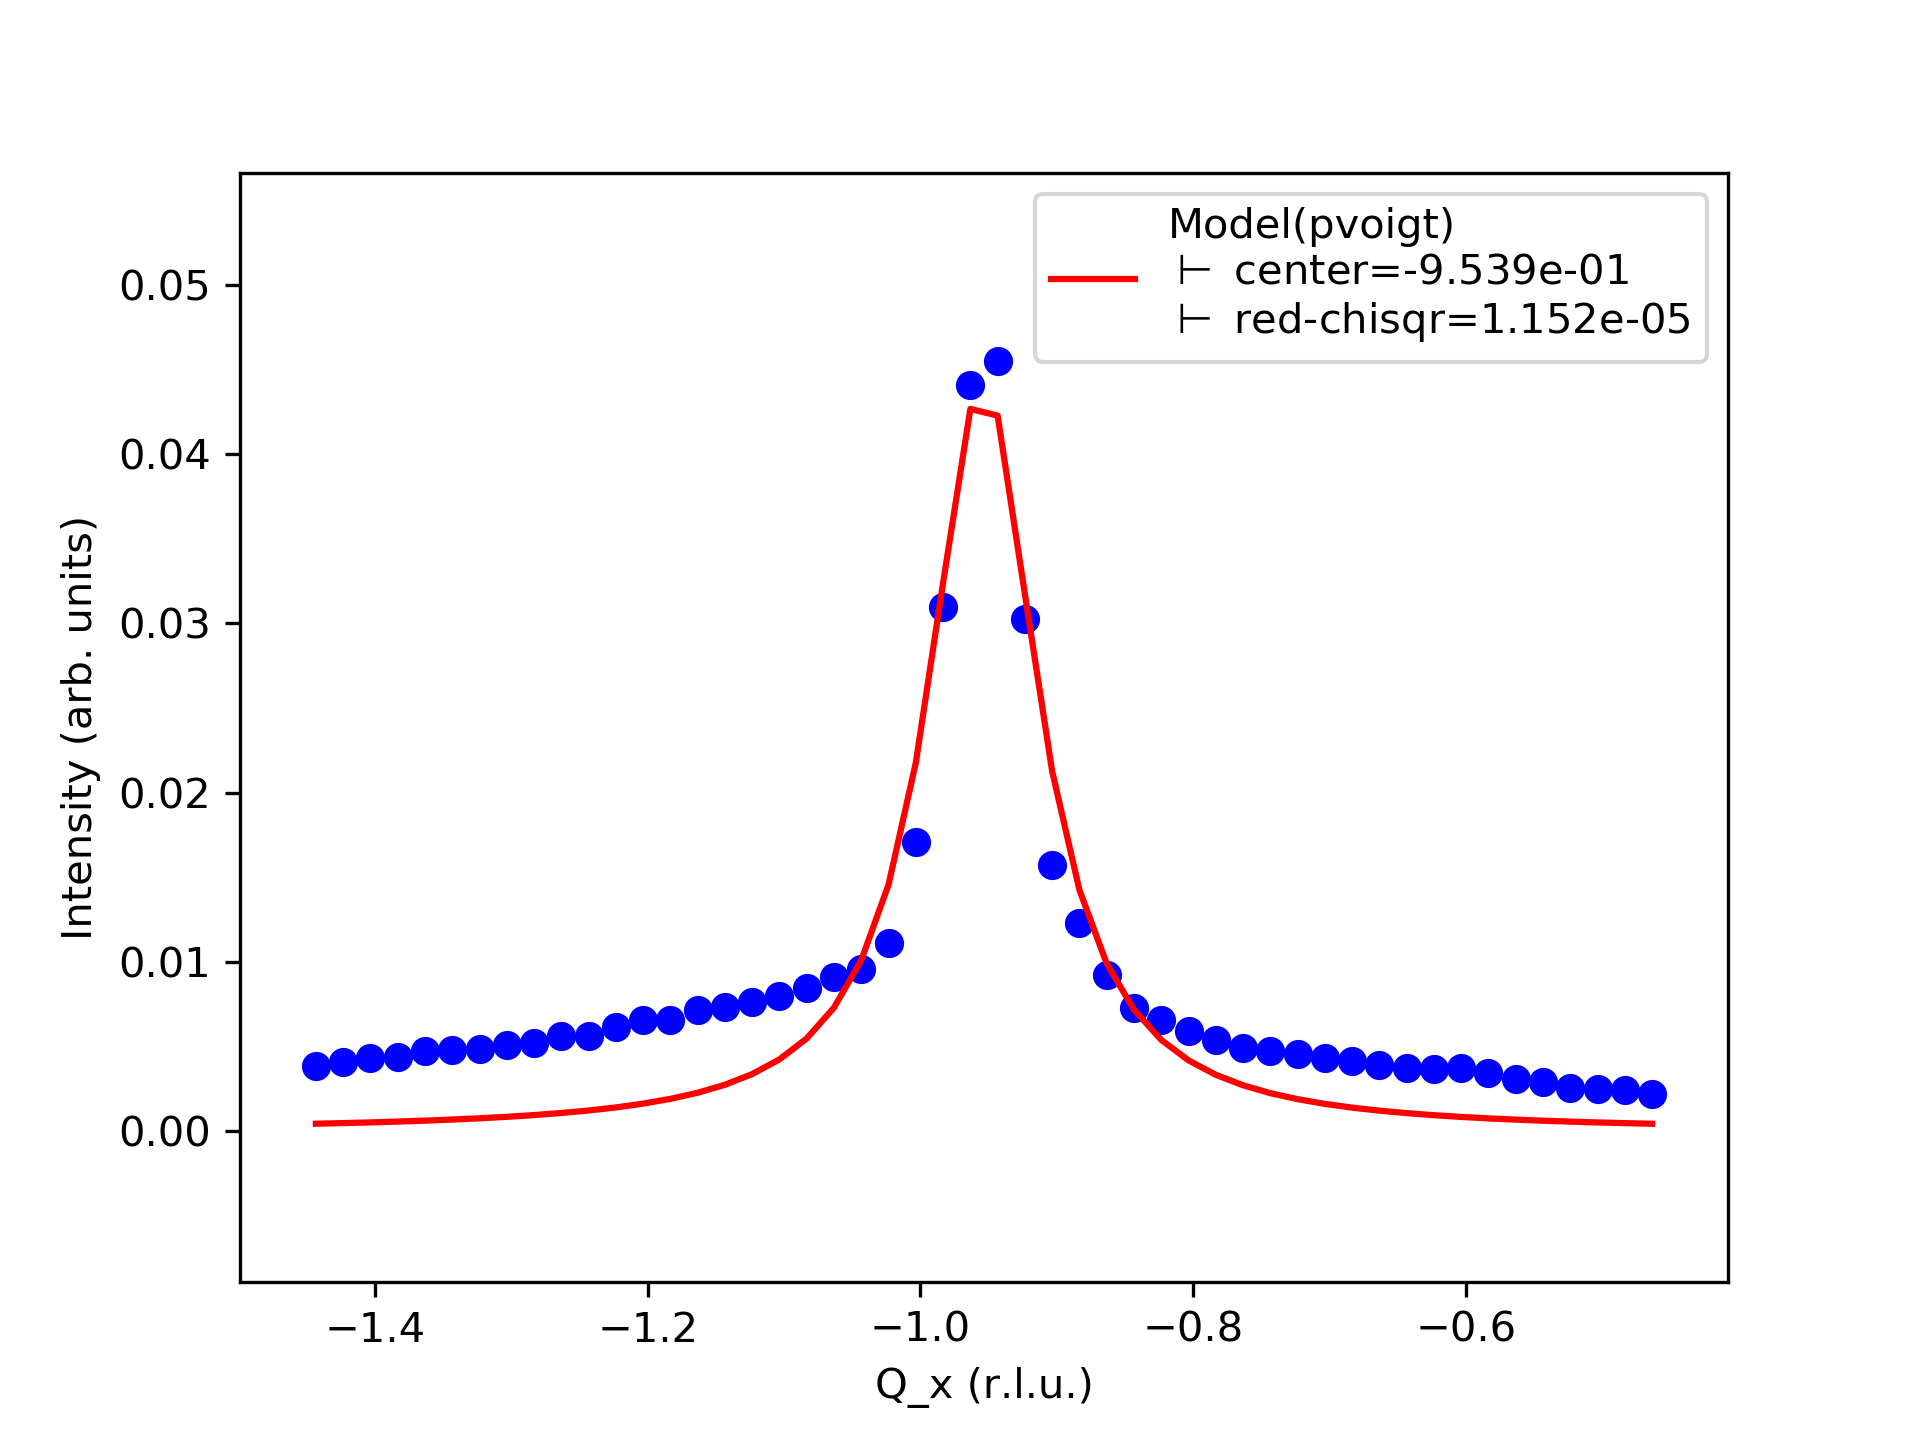 Model(pvoigt)
⊢ center=-9.539e-01
⊢ red-chisqr=1.152e-05
0.05
0.04
0.03
0.02
0.01
0.00
Intensity (arb. units)
−1.4 −1.2 −1.0 −0.8 −0.6
Q_x (r.l.u.)